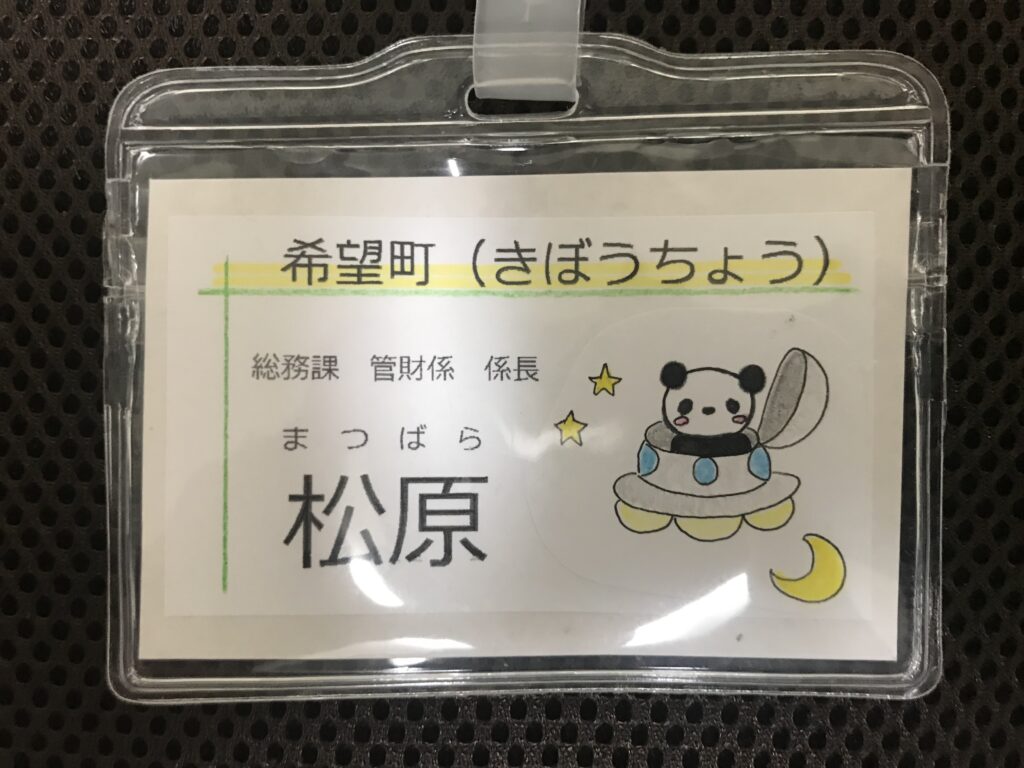 希望町（きぼうちょう）
総務課　管財係　係長
まつばら
松原